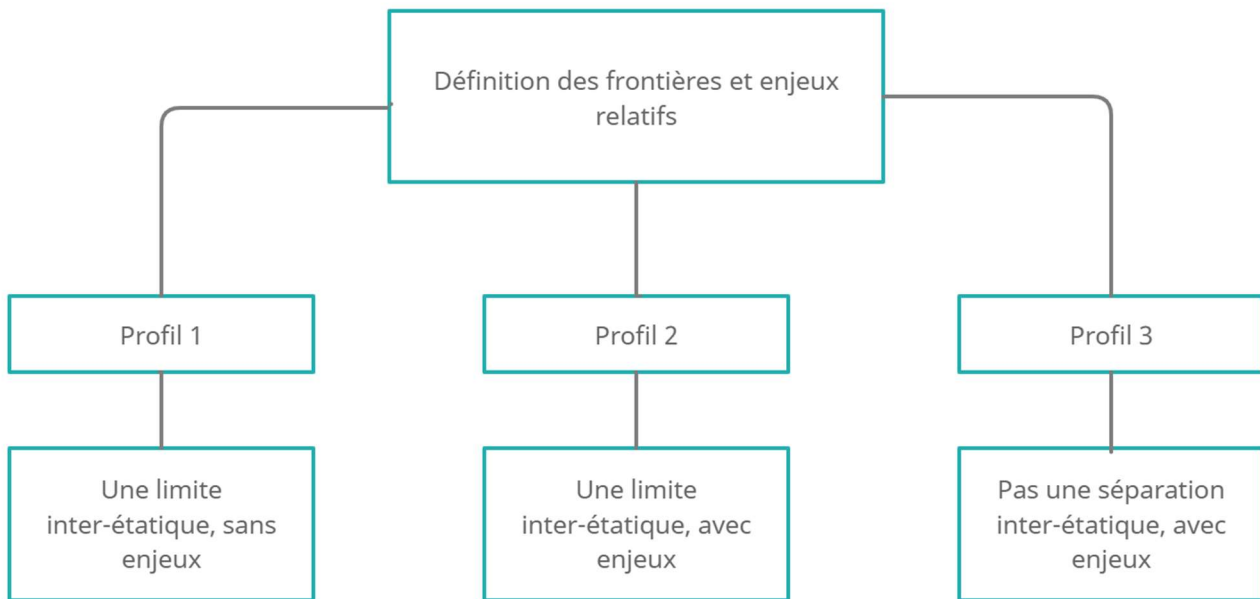 Définition des frontières et enjeux
relatifs
Profil 1
Profil 2
Profil 3
Une limite
inter-étatique, sans
enjeux
Une limite
inter-étatique, avec
enjeux
Pas une séparation
inter-étatique, avec
enjeux